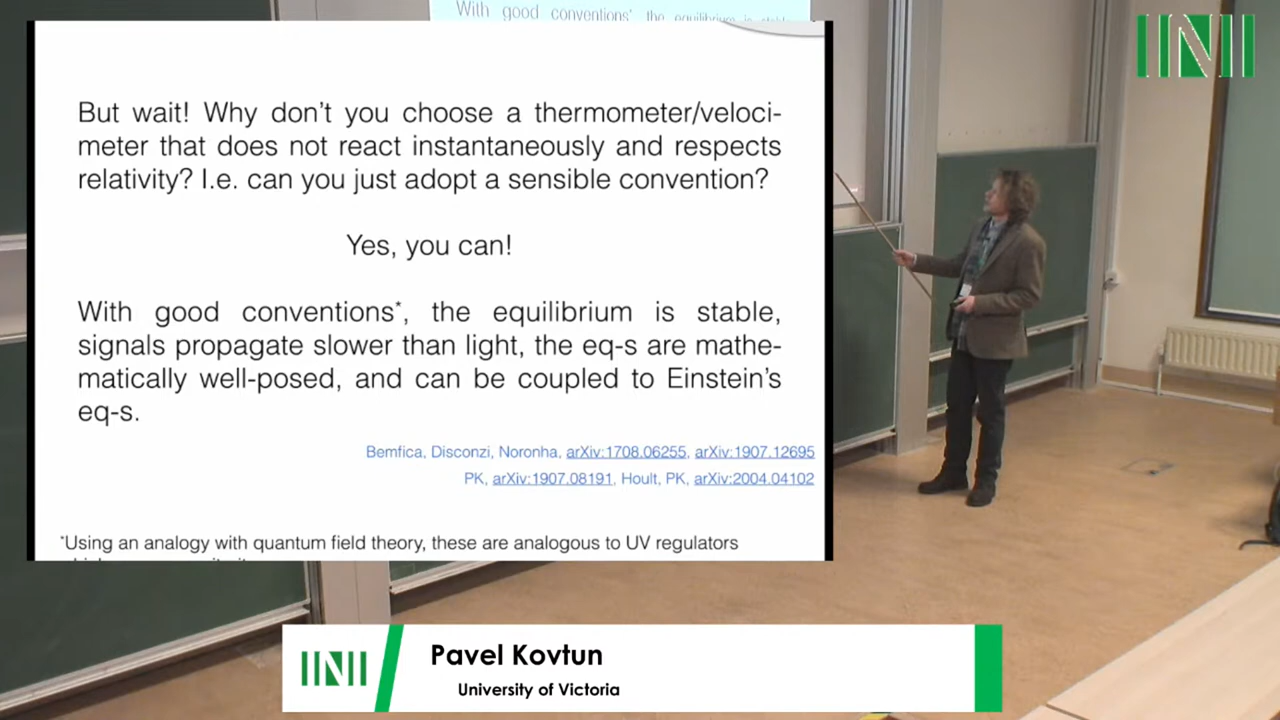 With good conventions* the equilibrium is
But wait! Why don't you choose a thermometer/veloci-
meter that does not react instantaneously and respects
relativity? I.e. can you just adopt a sensible convention?
Yes, you can!
With good conventions*, the equilibrium is stable,
signals propagate slower than light, the eq-s are mathe-
matically well-posed, and can be coupled to Einstein's
eq-s.
Bemfica, Disconzi, Noronha, arXiv:1708.06255, arXiv:1907.12695
PK, arXiv:1907.08191, Hoult, PK, arXiv:2004.04102
*Using an analogy with quantum field theory, these are analogous to UV regulators
Pavel Kovtun
University of Victoria